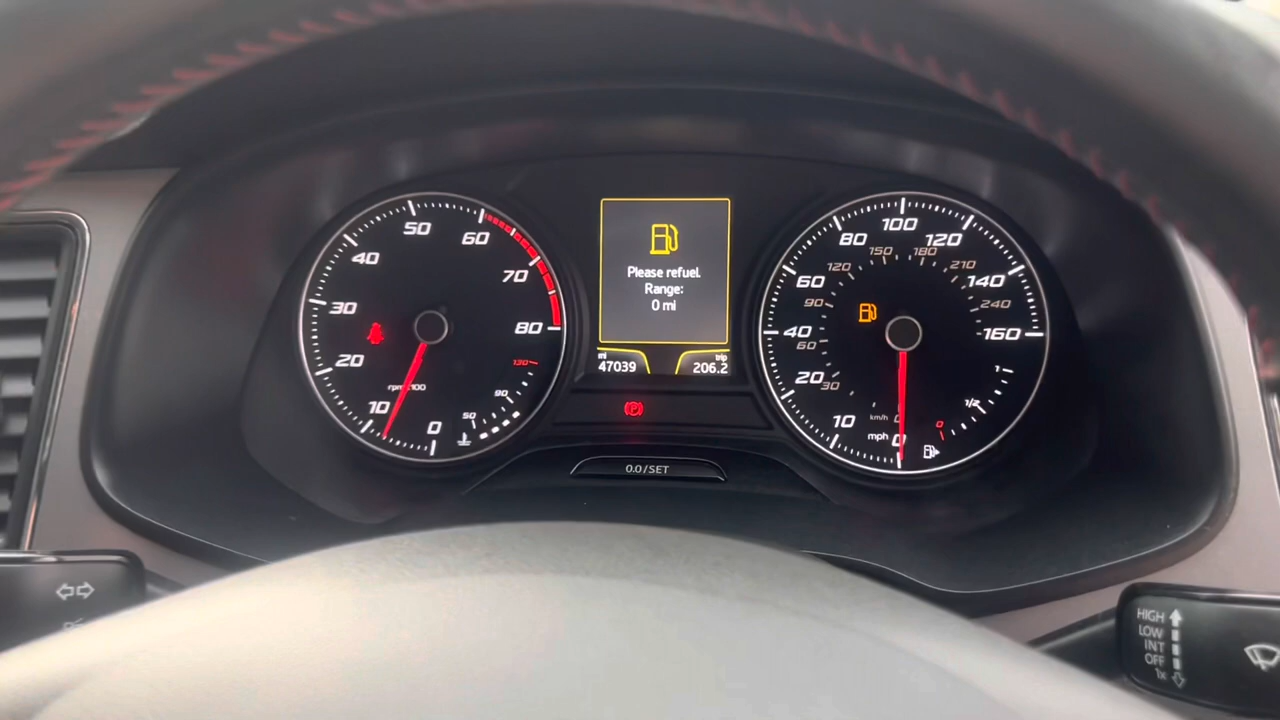 50
60
40
70
30
80
20
rpm x100
10
0
130
90
50
Please refuel.
Range:
0 mi
mi
47039
trip
206.2
(P)
0.0/SET
100
80
120
60
140
40
160
20
10
0
mph
km/h
0
30
60
90
120
150
180
210
240
1
1/2
0
HIGH
LOW
INT
OFF
1x